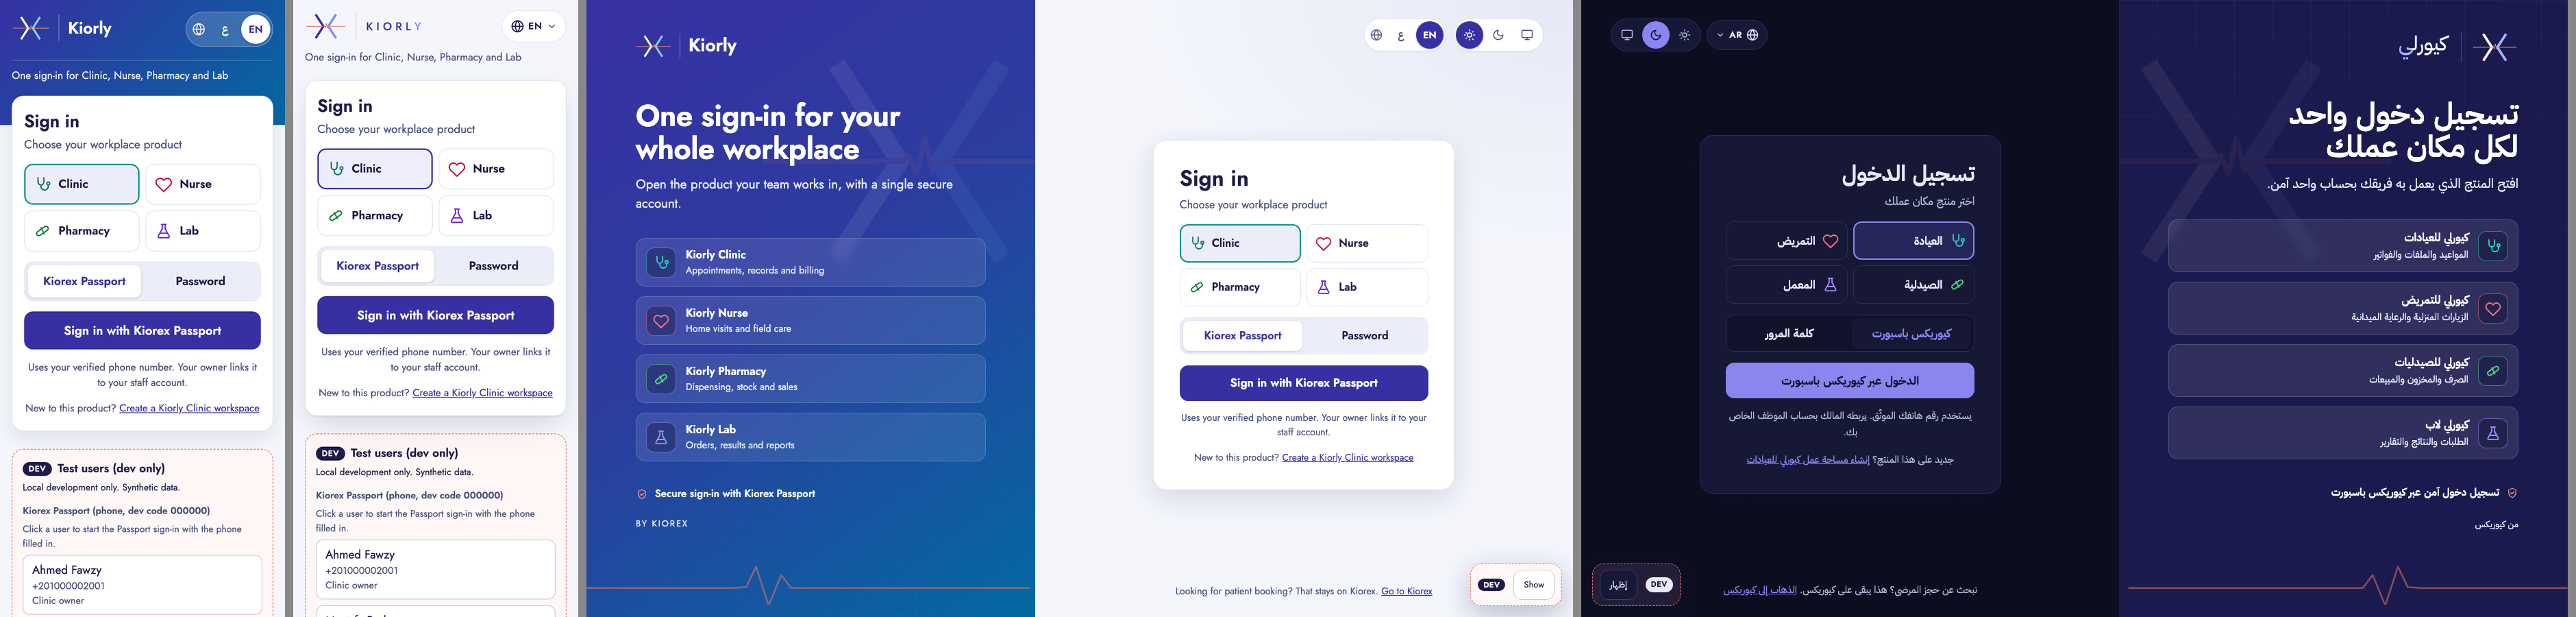 Kiorly
ع
EN
One sign-in for Clinic, Nurse, Pharmacy and Lab
Sign in
Choose your workplace product
Clinic
Nurse
Pharmacy
Lab
Kiorex Passport
Password
Sign in with Kiorex Passport
Uses your verified phone number. Your owner links it
to your staff account.
New to this product? Create a Kiorly Clinic workspace
DEV
Test users (dev only)
Local development only. Synthetic data.
Kiorex Passport (phone, dev code 000000)
Click a user to start the Passport sign-in with the phone
filled in.
Ahmed Fawzy
+201000002001
Clinic owner
KIORLY
EN
One sign-in for Clinic, Nurse, Pharmacy and Lab
Sign in
Choose your workplace product
Clinic
Nurse
Pharmacy
Lab
Kiorex Passport
Password
Sign in with Kiorex Passport
Uses your verified phone number. Your owner links it
to your staff account.
New to this product? Create a Kiorly Clinic workspace
DEV
Test users (dev only)
Local development only. Synthetic data.
Kiorex Passport (phone, dev code 000000)
Click a user to start the Passport sign-in with the phone
filled in.
Ahmed Fawzy
+201000002001
Clinic owner
Kiorly
One sign-in for your
whole workplace
Open the product your team works in, with a single secure
account.
Kiorly Clinic
Appointments, records and billing
Kiorly Nurse
Home visits and field care
Kiorly Pharmacy
Dispensing, stock and sales
Kiorly Lab
Orders, results and reports
Secure sign-in with Kiorex Passport
BY KIOREX
ع
EN
Sign in
Choose your workplace product
Clinic
Nurse
Pharmacy
Lab
Kiorex Passport
Password
Sign in with Kiorex Passport
Uses your verified phone number. Your owner links it to your
staff account.
New to this product? Create a Kiorly Clinic workspace
Looking for patient booking? That stays on Kiorex. Go to Kiorex
DEV
Show
كيورلي
تسجيل دخول واحد
لكل مكان عملك
افتح المنتج الذي يعمل به فريقك بحساب واحد آمن.
كيورلي للعيادات
المواعيد والملفات والفواتير
كيورلي للتمريض
الزيارات المنزلية والرعاية الميدانية
كيورلي للصيدليات
الصرف والمخزون والمبيعات
كيورلي لاب
الطلبات والنتائج والتقارير
تسجيل دخول آمن عبر كيوريكس باسبورت
من كيوريكس
AR
تسجيل الدخول
اختر منتج مكان عملك
العيادة
التمريض
الصيدلية
المعمل
كيوريكس باسبورت
كلمة المرور
الدخول عبر كيوريكس باسبورت
يستخدم رقم هاتفك الموثّق. يربطه المالك بحساب الموظف الخاص
بك.
جديد على هذا المنتج؟ إنشاء مساحة عمل كيورلي للعيادات
تبحث عن حجز المرضى؟ هذا يبقى على كيوريكس. الذهاب إلى كيوريكس
DEV
إظهار